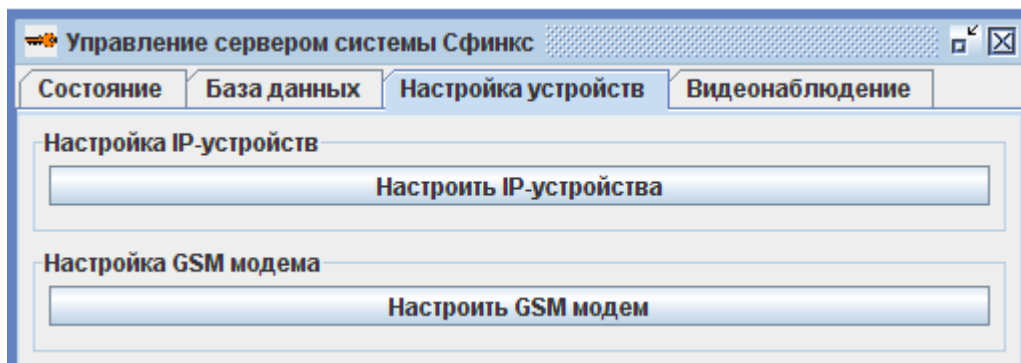 Управление сервером системы Сфинкс
Состояние База данных Настройка устройств Видеонаблюдение
Настройка IP-устройств
Настроить IP-устройства
Настройка GSM модема
Настроить GSM модем